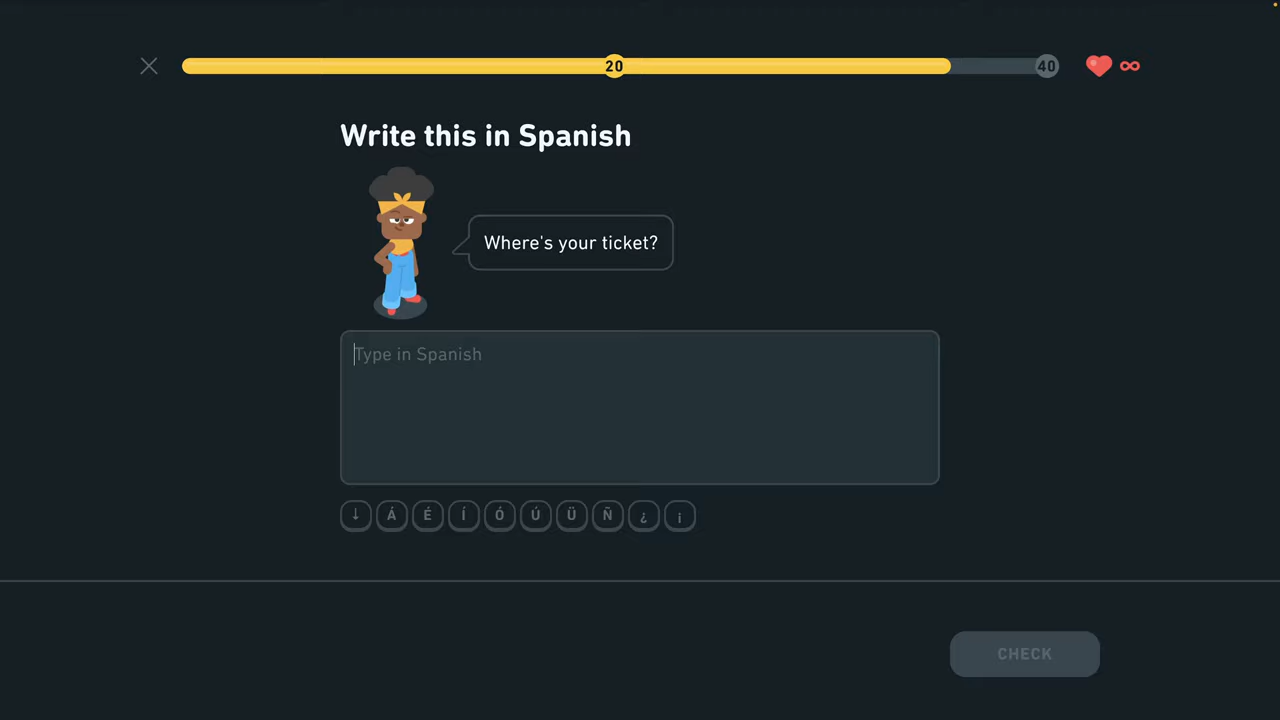 20
40
∞
Write this in Spanish
Where's your ticket?
Type in Spanish
↓ Á É Í Ó Ú Ü Ñ ¿ ¡
CHECK